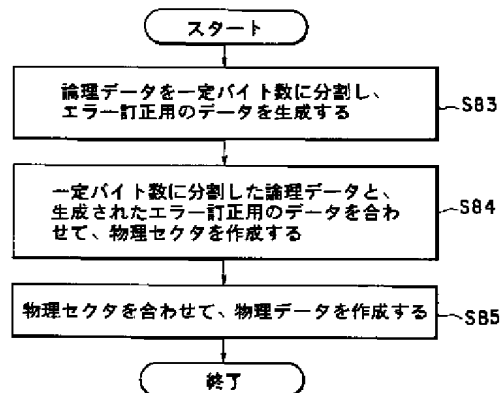 スタート
論理データを一定バイト数に分割し、
エラー訂正用のデータを生成する
S83
一定バイト数に分割した論理データと、
生成されたエラー訂正用のデータを合わ
せて、物理セクタを作成する
S84
物理セクタを合わせて、物理データを作成する
S85
終了